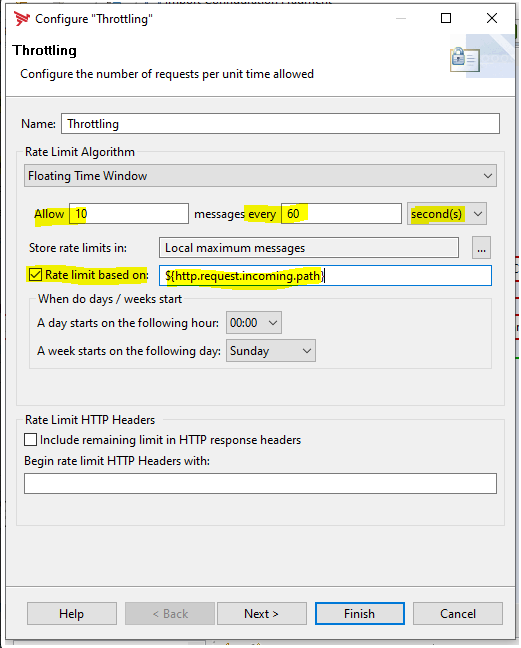 Configure "Throttling"
Throttling
Configure the number of requests per unit time allowed
Name: Throttling
Rate Limit Algorithm
Floating Time Window
Allow 10 messages every 60 second(s)
Store rate limits in: Local maximum messages ...
Rate limit based on: ${http.request.incoming.path}
When do days / weeks start
A day starts on the following hour: 00:00
A week starts on the following day: Sunday
Rate Limit HTTP Headers
Include remaining limit in HTTP response headers
Begin rate limit HTTP Headers with:
Help < Back Next > Finish Cancel